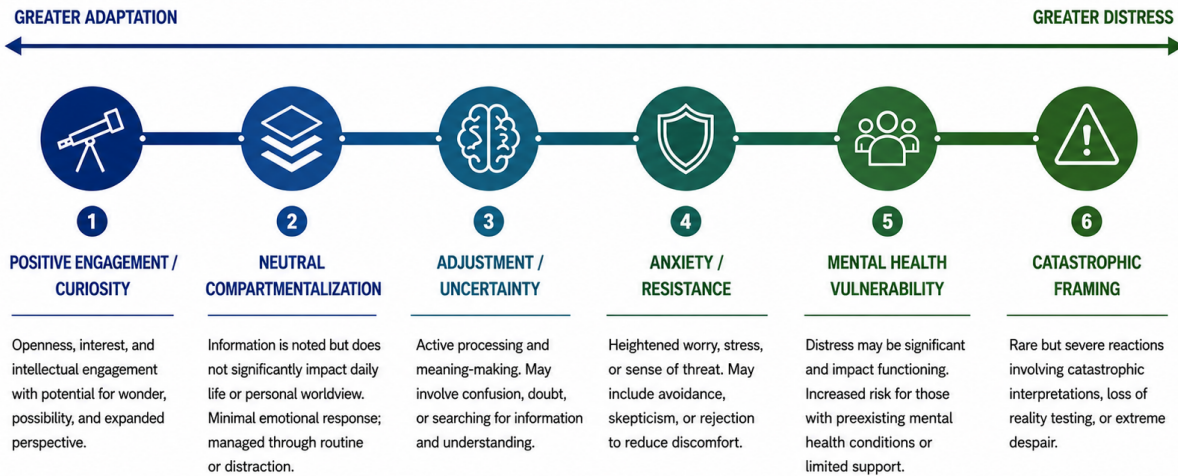 GREATER ADAPTATION
GREATER DISTRESS
1
POSITIVE ENGAGEMENT /
CURIOSITY
Openness, interest, and
intellectual engagement
with potential for wonder,
possibility, and expanded
perspective.
2
NEUTRAL
COMPARTMENTALIZATION
Information is noted but does
not significantly impact daily
life or personal worldview.
Minimal emotional response;
managed through routine
or distraction.
3
ADJUSTMENT /
UNCERTAINTY
Active processing and
meaning-making. May
involve confusion, doubt,
or searching for information
and understanding.
4
ANXIETY /
RESISTANCE
Heightened worry, stress,
or sense of threat. May
include avoidance,
skepticism, or rejection
to reduce discomfort.
5
MENTAL HEALTH
VULNERABILITY
Distress may be significant
and impact functioning.
Increased risk for those
with preexisting mental
health conditions or
limited support.
6
CATASTROPHIC
FRAMING
Rare but severe reactions
involving catastrophic
interpretations, loss of
reality testing, or extreme
despair.